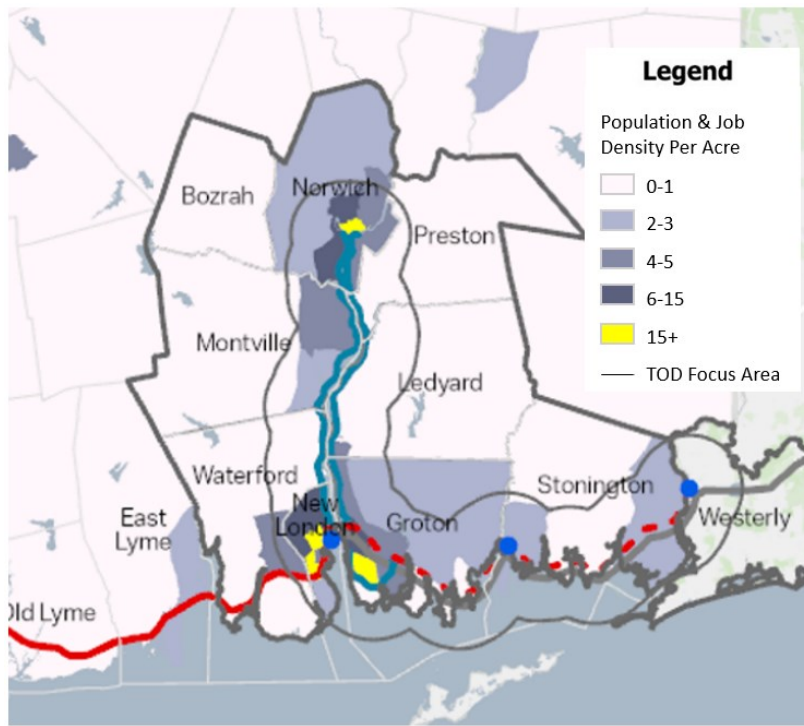 Legend
Population & Job
Density Per Acre
0-1
2-3
4-5
6-15
15+
TOD Focus Area
Bozrah
Norwich
Preston
Montville
Ledyard
Waterford
New
London
Groton
Stonington
Westerly
East
Lyme
Old Lyme